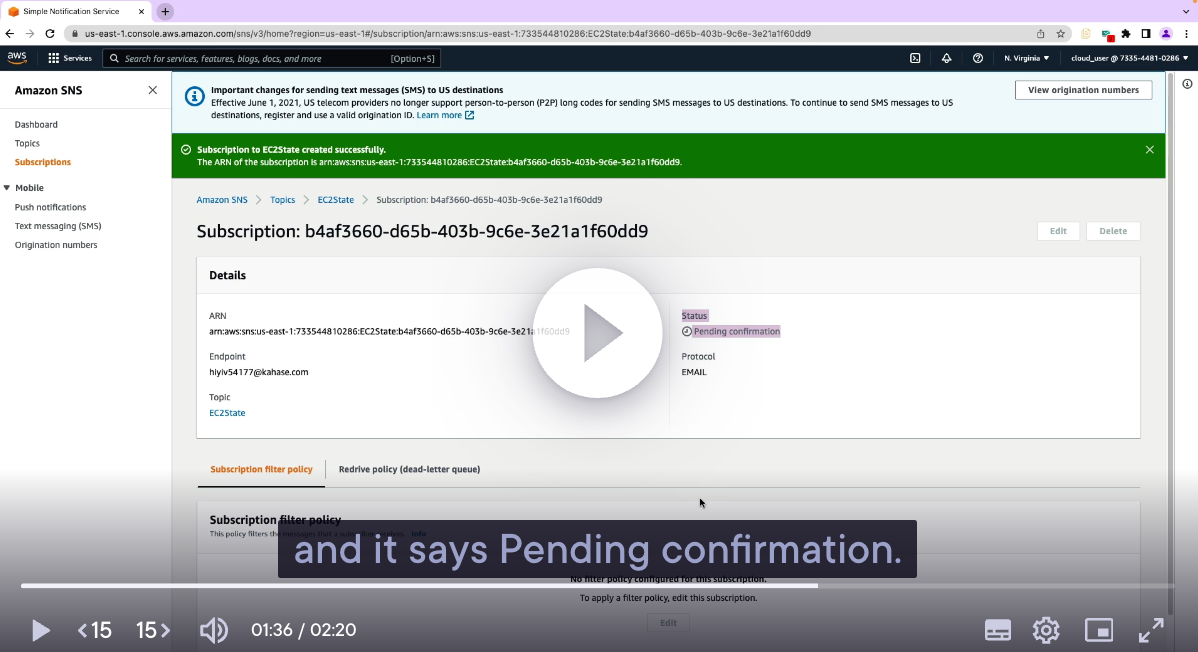 Simple Notification Service
us-east-1.console.aws.amazon.com/sns/v3/home?region=us-east-1#/subscription/arn:aws:sns:us-east-1:733544810286:EC2State:b4af3660-d65b-403b-9c6e-3e21a1f60dd9
aws Services Search for services, features, blogs, docs, and more [Option+S] N. Virginia cloud_user @ 7335-4481-0286
Amazon SNS
Dashboard
Topics
Subscriptions
Mobile
Push notifications
Text messaging (SMS)
Origination numbers
Important changes for sending text messages (SMS) to US destinations
Effective June 1, 2021, US telecom providers no longer support person-to-person (P2P) long codes for sending SMS messages to US destinations. To continue to send SMS messages to US
destinations, register and use a valid origination ID. Learn more
View origination numbers
Subscription to EC2State created successfully.
The ARN of the subscription is arn:aws:sns:us-east-1:733544810286:EC2State:b4af3660-d65b-403b-9c6e-3e21a1f60dd9.
Amazon SNS Topics EC2State Subscription: b4af3660-d65b-403b-9c6e-3e21a1f60dd9
Subscription: b4af3660-d65b-403b-9c6e-3e21a1f60dd9
Edit Delete
Details
ARN
arn:aws:sns:us-east-1:733544810286:EC2State:b4af3660-d65b-403b-9c6e-3e21a1f60dd9
Endpoint
hiyiv54177@kahase.com
Topic
EC2State
Status
Pending confirmation
Protocol
EMAIL
Subscription filter policy Redrive policy (dead-letter queue)
Subscription filter policy
This policy filters the messages that a
Info
and it says Pending confirmation.
No filter policy configured for this subscription.
To apply a filter policy, edit this subscription.
Edit
15 15 01:36 / 02:20